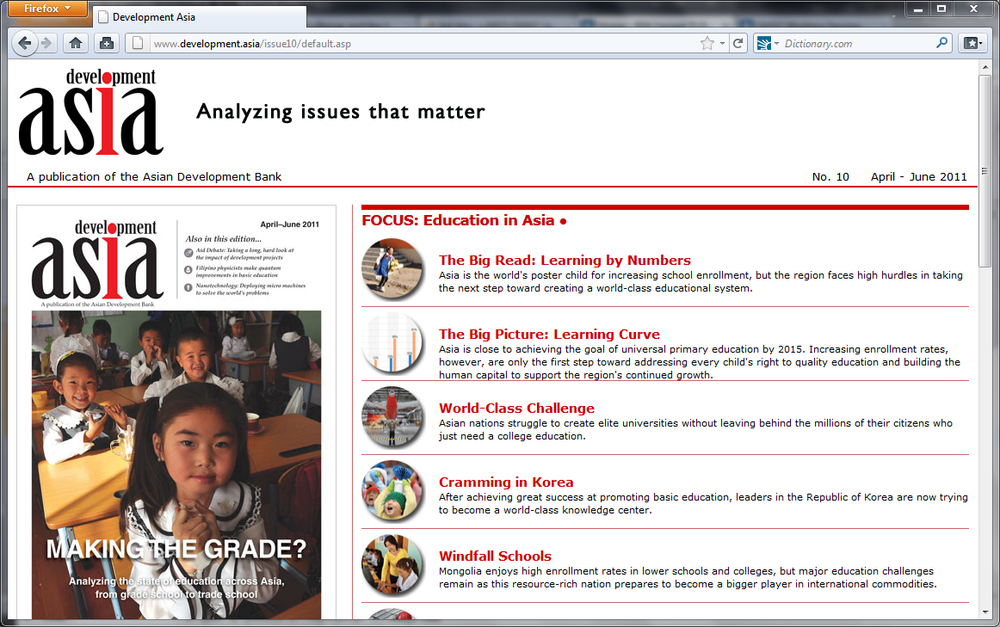 Firefox
Development Asia
www.development.asia/issue10/default.asp
Dictionary.com
development
asia
Analyzing issues that matter
A publication of the Asian Development Bank
No. 10 April - June 2011
development
asia
A publication of the Asian Development Bank
April–June 2011
Also in this edition...
Aid Debate: Taking a long, hard look at
the impact of development projects
Filipino physicists make quantum
improvements in basic education
Nanotechnology: Deploying micro machines
to solve the world's problems
MAKING THE GRADE?
Analyzing the state of education across Asia,
from grade school to trade school
FOCUS: Education in Asia •
The Big Read: Learning by Numbers
Asia is the world's poster child for increasing school enrollment, but the region faces high hurdles in taking
the next step toward creating a world-class educational system.
The Big Picture: Learning Curve
Asia is close to achieving the goal of universal primary education by 2015. Increasing enrollment rates,
however, are only the first step toward addressing every child's right to quality education and building the
human capital to support the region's continued growth.
World-Class Challenge
Asian nations struggle to create elite universities without leaving behind the millions of their citizens who
just need a college education.
Cramming in Korea
After achieving great success at promoting basic education, leaders in the Republic of Korea are now trying
to become a world-class knowledge center.
Windfall Schools
Mongolia enjoys high enrollment rates in lower schools and colleges, but major education challenges
remain as this resource-rich nation prepares to become a bigger player in international commodities.